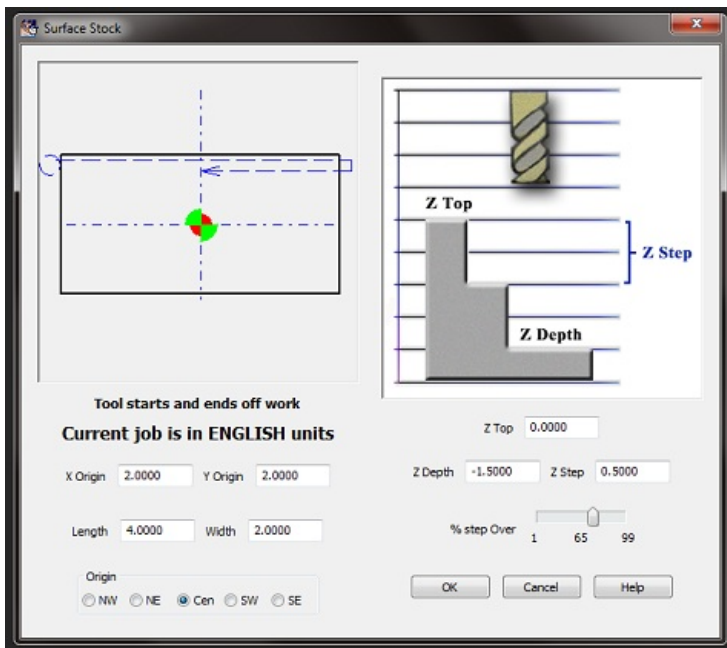 Surface Stock
Z Top
Z Step
Z Depth
Tool starts and ends off work
Current job is in ENGLISH units
X Origin 2.0000 Y Origin 2.0000
Length 4.0000 Width 2.0000
Origin
NW NE Cen SW SE
Z Top 0.0000
Z Depth -1.5000 Z Step 0.5000
% step Over
1 65 99
OK Cancel Help